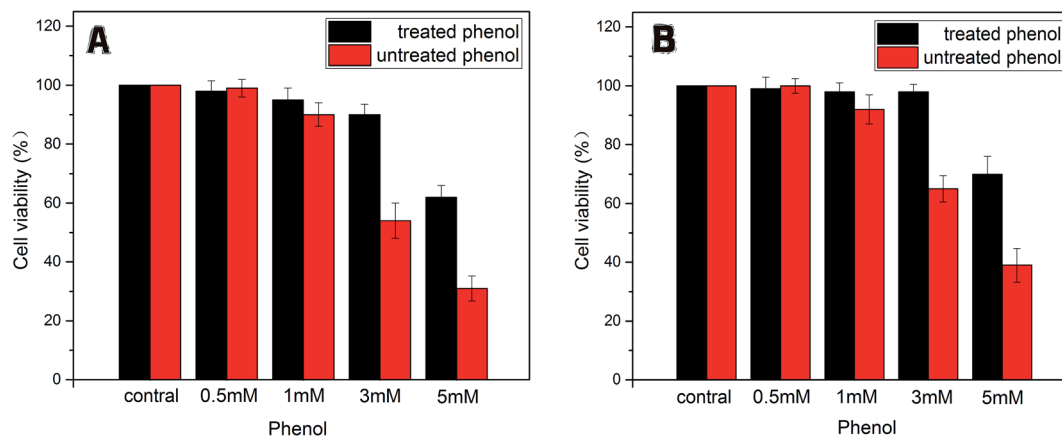 A
treated phenol
untreated phenol
Cell viability (%)
120
100
80
60
40
20
0
contral 0.5mM 1mM 3mM 5mM
Phenol
B
treated phenol
untreated phenol
Cell viability (%)
120
100
80
60
40
20
0
contral 0.5mM 1mM 3mM 5mM
Phenol